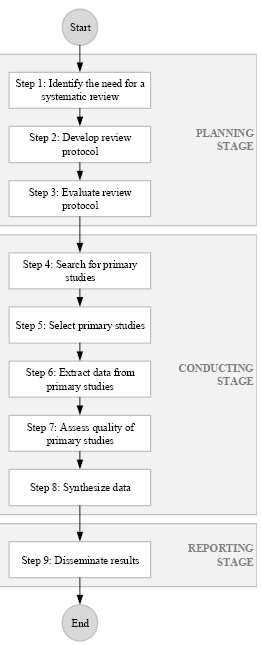 Start
Step 1: Identify the need for a
systematic review
Step 2: Develop review
protocol
PLANNING
STAGE
Step 3: Evaluate review
protocol
Step 4: Search for primary
studies
Step 5: Select primary studies
Step 6: Extract data from
primary studies
CONDUCTING
STAGE
Step 7: Assess quality of
primary studies
Step 8: Synthesize data
Step 9: Disseminate results
REPORTING
STAGE
End